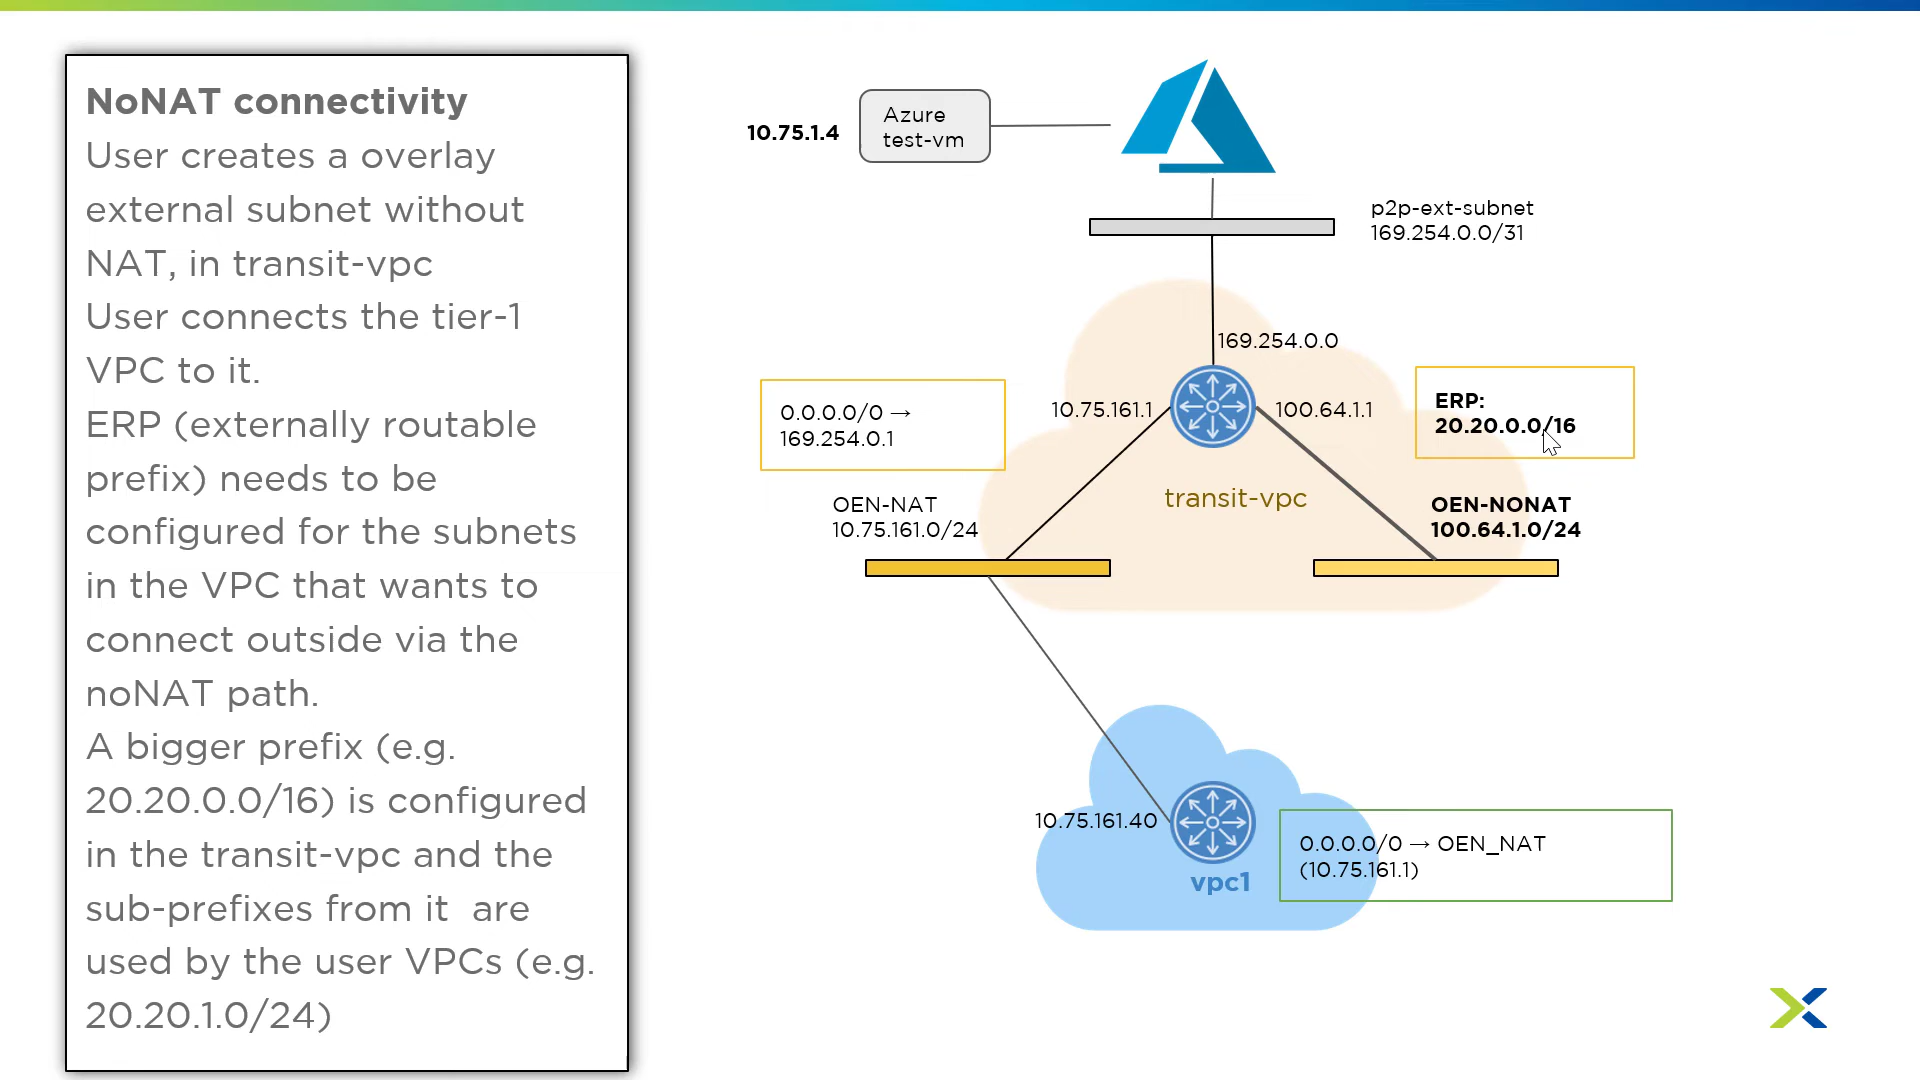 NoNAT connectivity
User creates a overlay
external subnet without
NAT, in transit-vpc
User connects the tier-1
VPC to it.
ERP (externally routable
prefix) needs to be
configured for the subnets
in the VPC that wants to
connect outside via the
noNAT path.
A bigger prefix (e.g.
20.20.0.0/16) is configured
in the transit-vpc and the
sub-prefixes from it  are
used by the user VPCs (e.g.
20.20.1.0/24)
10.75.1.4
Azure
test-vm
p2p-ext-subnet
169.254.0.0/31
169.254.0.0
0.0.0.0/0 →
169.254.0.1
10.75.161.1
100.64.1.1
ERP:
20.20.0.0/16
transit-vpc
OEN-NAT
10.75.161.0/24
OEN-NONAT
100.64.1.0/24
10.75.161.40
vpc1
0.0.0.0/0 → OEN_NAT
(10.75.161.1)